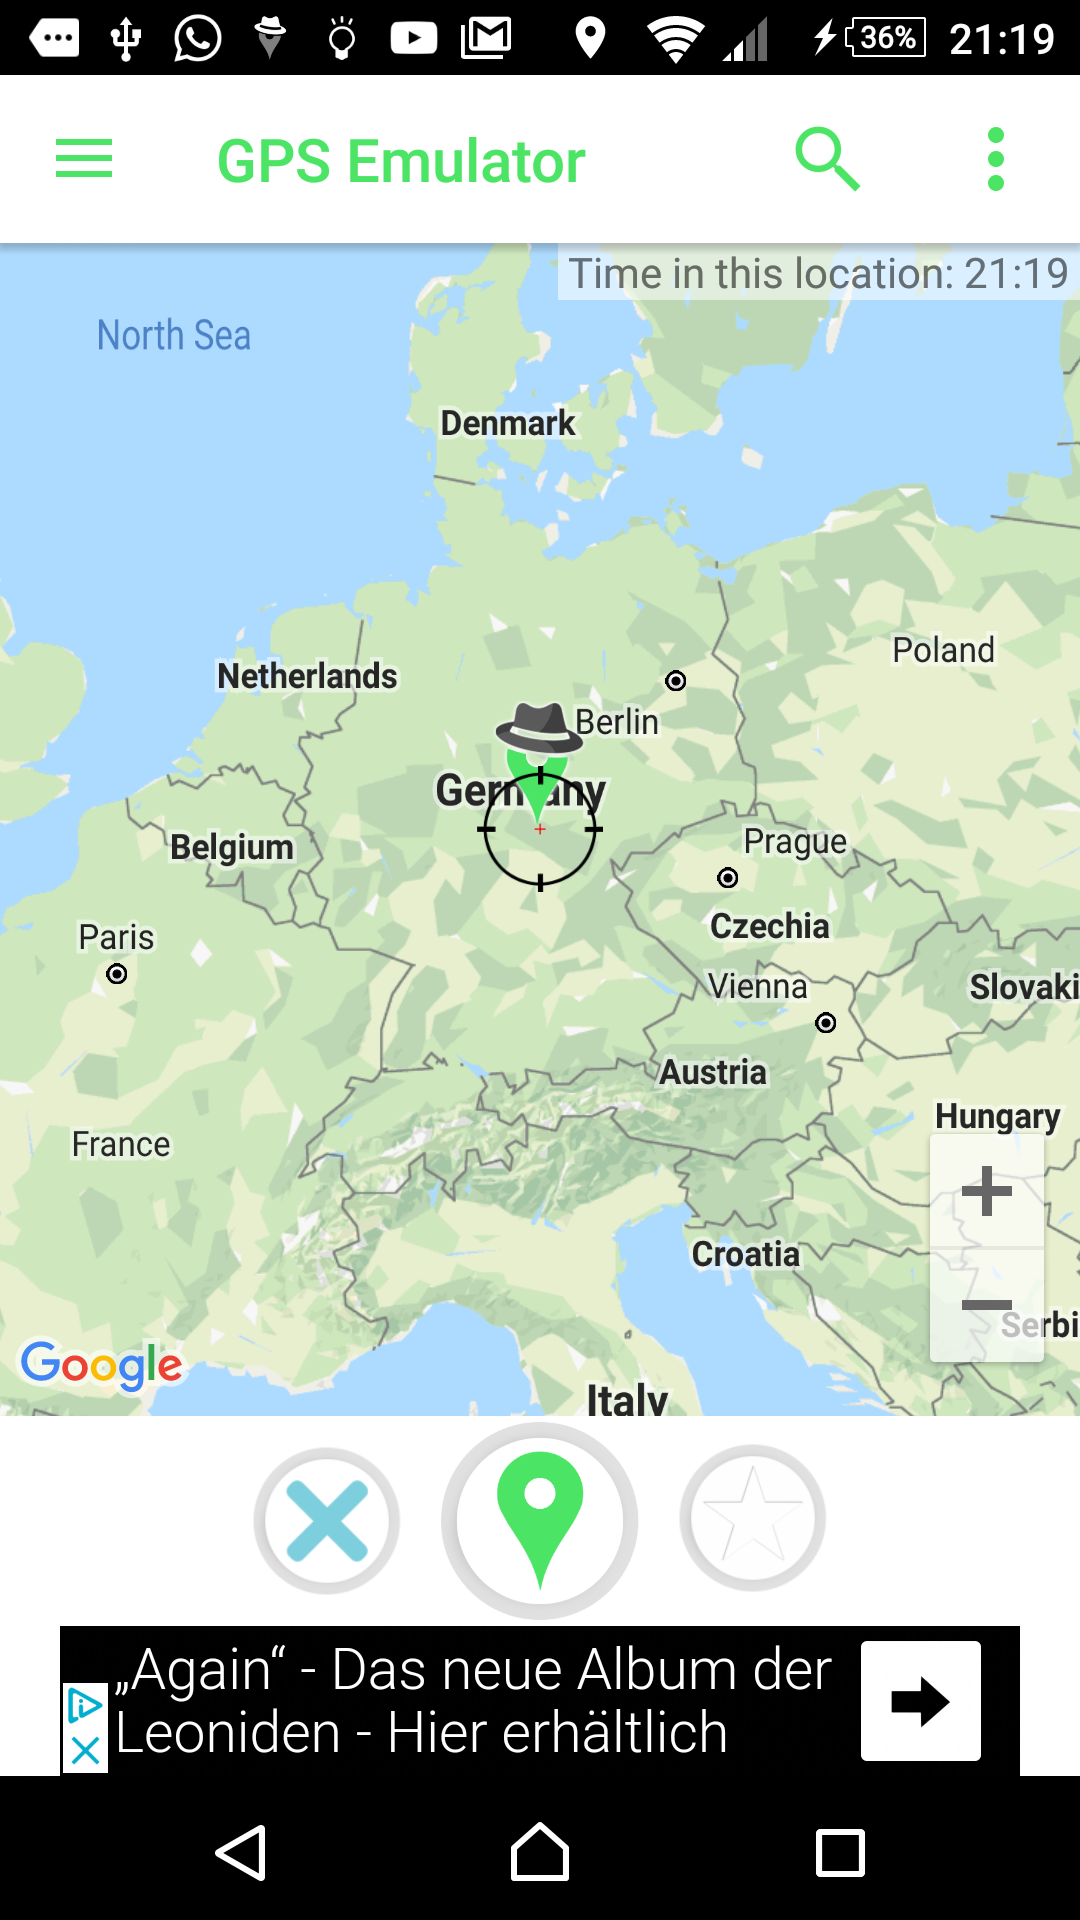 36% 21:19
GPS Emulator
Time in this location: 21:19
North Sea
Denmark
Poland
Netherlands
Berlin
Germany
Prague
Belgium
Czechia
Paris
Vienna
Slovaki
Austria
Hungary
France
Croatia
Serbi
Google
Italy
„Again“ - Das neue Album der
Leoniden - Hier erhältlich